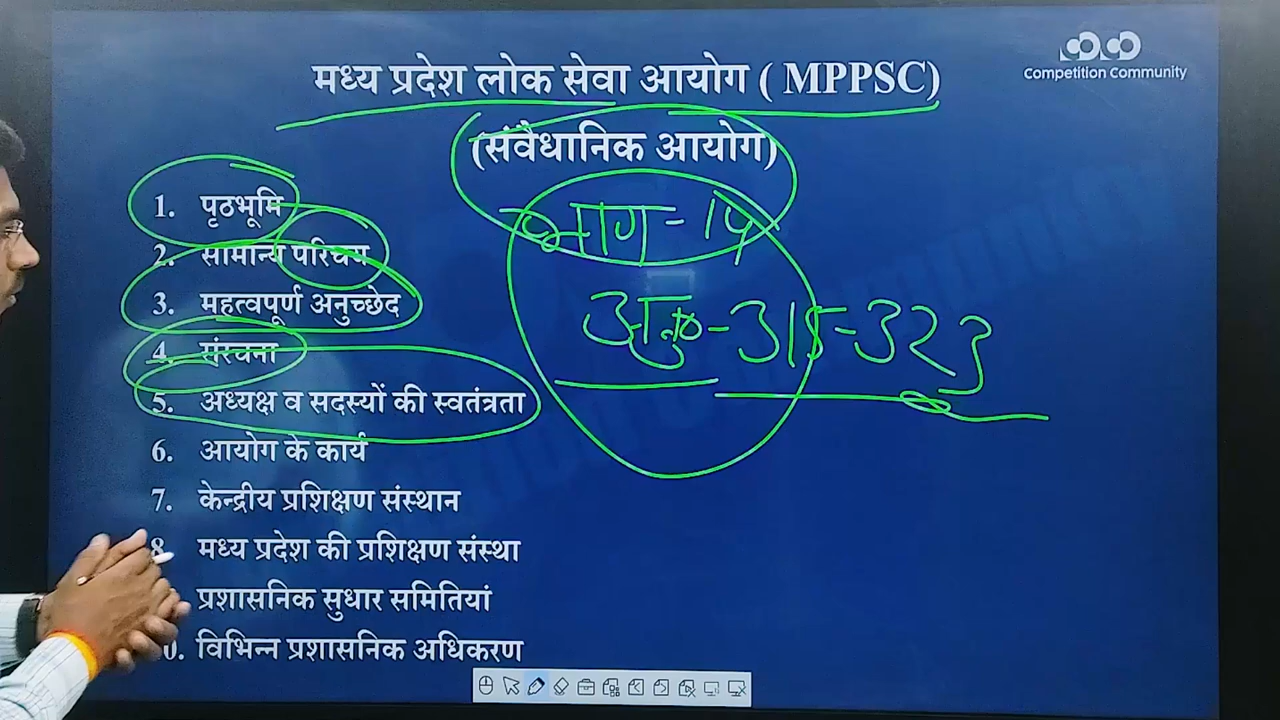 Competition Community
मध्य प्रदेश लोक सेवा आयोग ( MPPSC)
(संवैधानिक आयोग)
भाग - 14
अनु॰ - 315 - 323
1. पृठभूमि
2. सामान्य परिचय
3. महत्वपूर्ण अनुच्छेद
4. संरचना
5. अध्यक्ष व सदस्यों की स्वतंत्रता
6. आयोग के कार्य
7. केन्द्रीय प्रशिक्षण संस्थान
8. मध्य प्रदेश की प्रशिक्षण संस्था
प्रशासनिक सुधार समितियां
0. विभिन्न प्रशासनिक अधिकरण